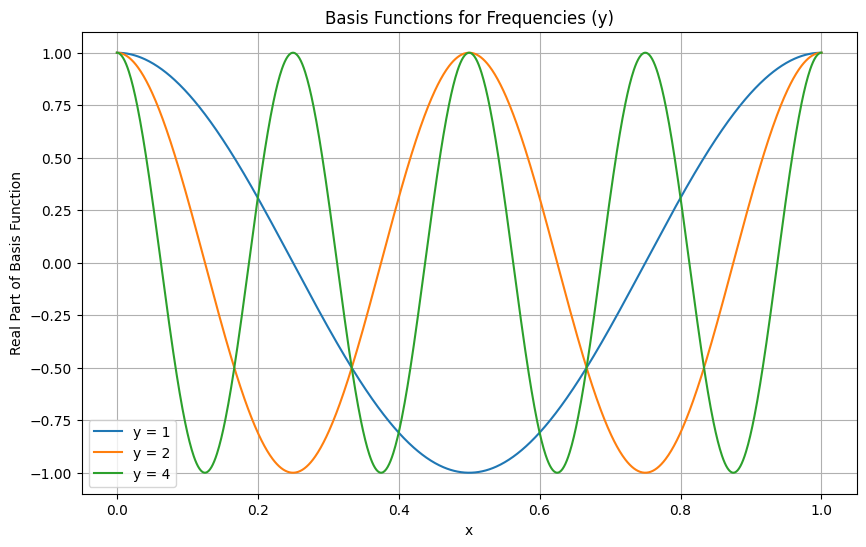 Basis Functions for Frequencies (y)
Real Part of Basis Function
1.00
0.75
0.50
0.25
0.00
−0.25
−0.50
−0.75
−1.00
y = 1
y = 2
y = 4
0.0 0.2 0.4 0.6 0.8 1.0
x